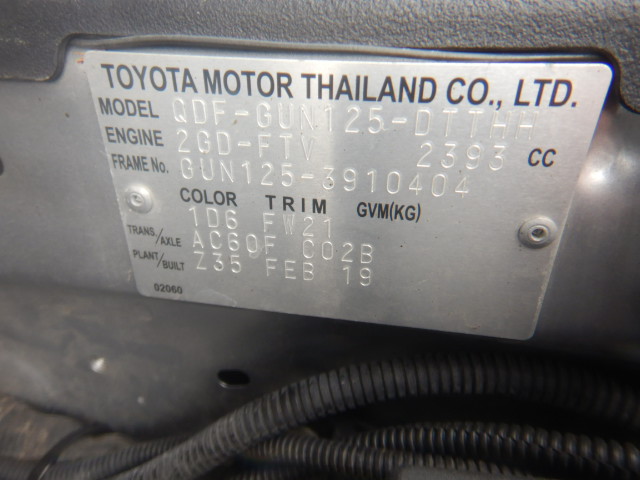 TOYOTA MOTOR THAILAND CO., LTD.
MODEL QDF-GUN125-DTTHH
ENGINE 2GD-FTV 2393 CC
FRAME No. GUN125-3910404
COLOR TRIM GVM(KG)
1D6 FW21
TRANS./AXLE AC60F C02B
PLANT/BUILT Z35 FEB 19
02060